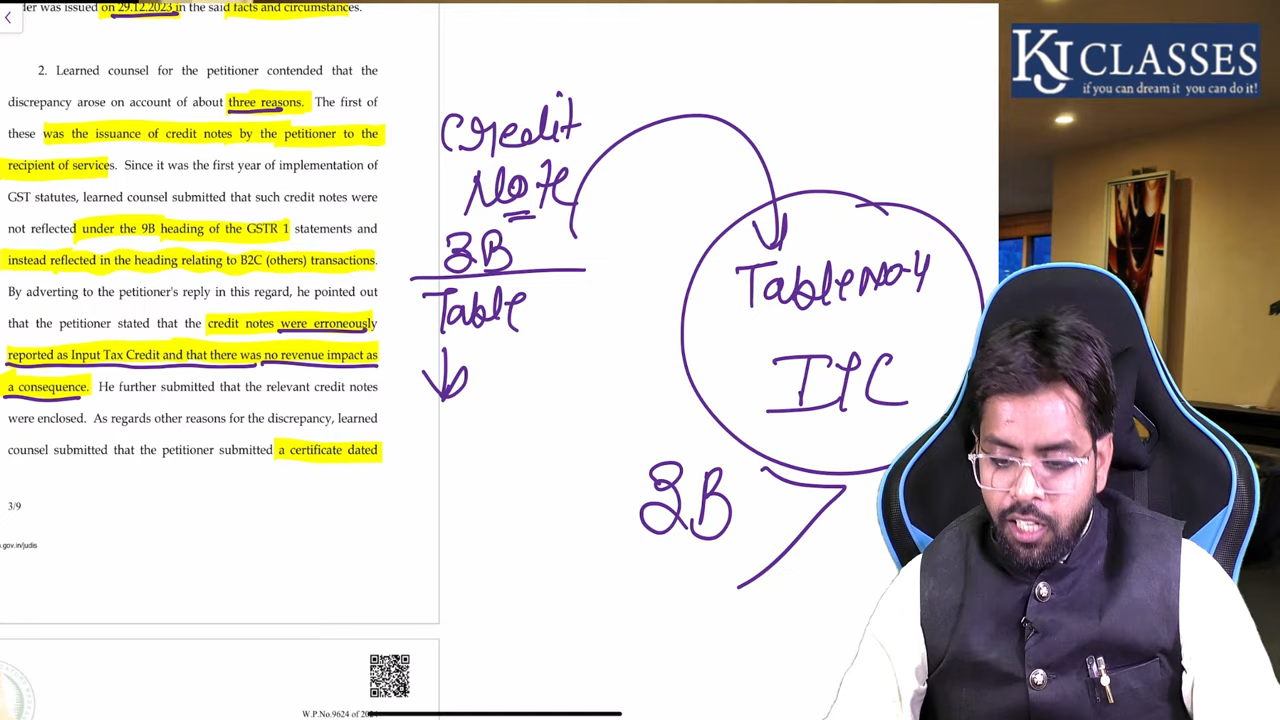 der was issued on 29.12.2023 in the said facts and circumstances.
2. Learned counsel for the petitioner contended that the
discrepancy arose on account of about three reasons. The first of
these was the issuance of credit notes by the petitioner to the
recipient of services. Since it was the first year of implementation of
GST statutes, learned counsel submitted that such credit notes were
not reflected under the 9B heading of the GSTR 1 statements and
instead reflected in the heading relating to B2C (others) transactions.
By adverting to the petitioner's reply in this regard, he pointed out
that the petitioner stated that the credit notes were erroneously
reported as Input Tax Credit and that there was no revenue impact as
a consequence. He further submitted that the relevant credit notes
were enclosed. As regards other reasons for the discrepancy, learned
counsel submitted that the petitioner submitted a certificate dated
3/9
.gov.in/judis
W.P.No.9624 of
Credit
Note
3B
Table
Table No-4
ITC
3B
KJ CLASSES
if you can dream it you can do it!